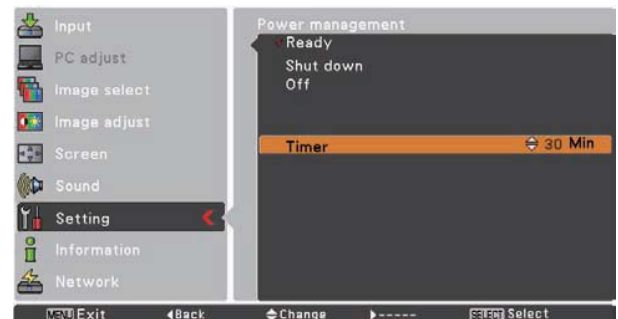 Input
PC adjust
Image select
Image adjust
Screen
Sound
Setting
Information
Network
Power management
Ready
Shut down
Off
Timer 30 Min
MENU Exit ◀Back Change ▶----- SELECT Select